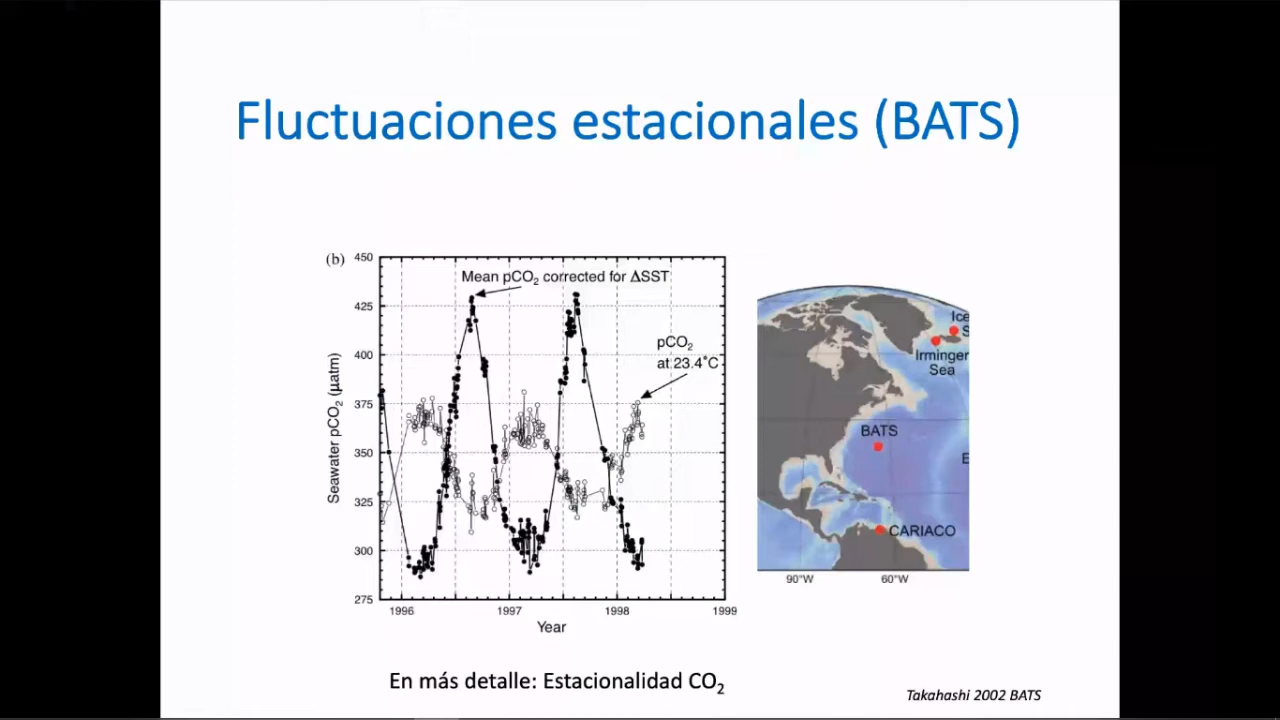 Fluctuaciones estacionales (BATS)
(b)
450
425
400
375
350
325
300
275
Seawater pCO₂ (µatm)
Mean pCO₂ corrected for ΔSST
pCO₂
at 23.4°C
1996
1997
1998
1999
Year
Ice
S
Irminger
Sea
BATS
E
CARIACO
90°W
60°W
En más detalle: Estacionalidad CO₂
Takahashi 2002 BATS